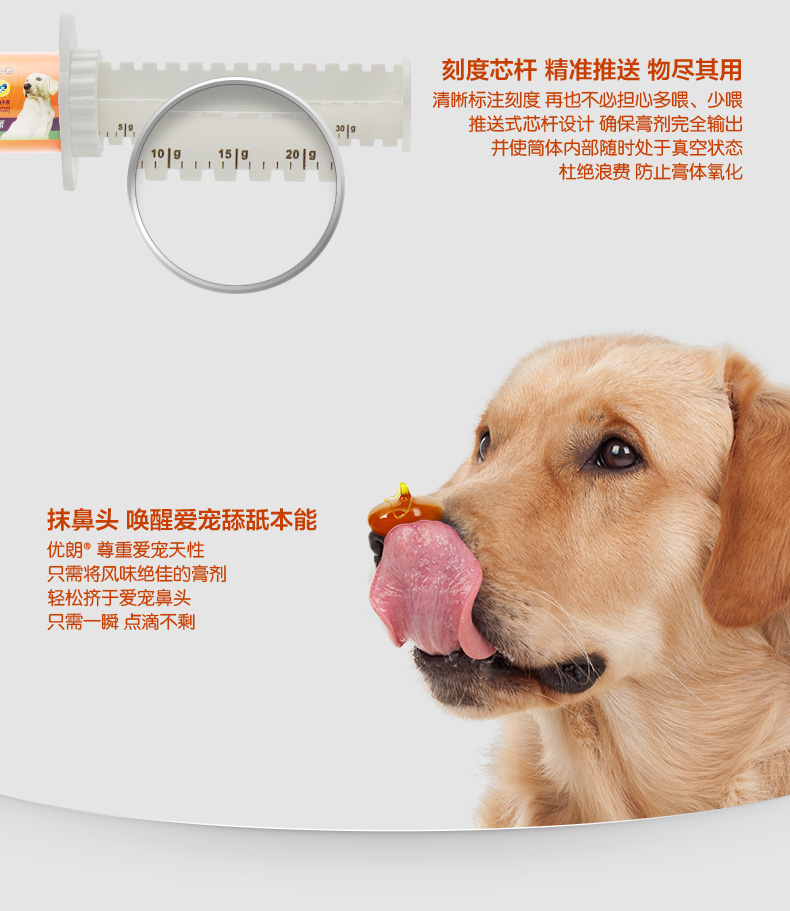 刻度芯杆 精准推送 物尽其用
清晰标注刻度 再也不必担心多喂、少喂
推送式芯杆设计 确保膏剂完全输出
并使筒体内部随时处于真空状态
杜绝浪费 防止膏体氧化
5|g
30|g
10|g 15|g 20|g
抹鼻头 唤醒爱宠舔舐本能
优朗® 尊重爱宠天性
只需将风味绝佳的膏剂
轻松挤于爱宠鼻头
只需一瞬 点滴不剩